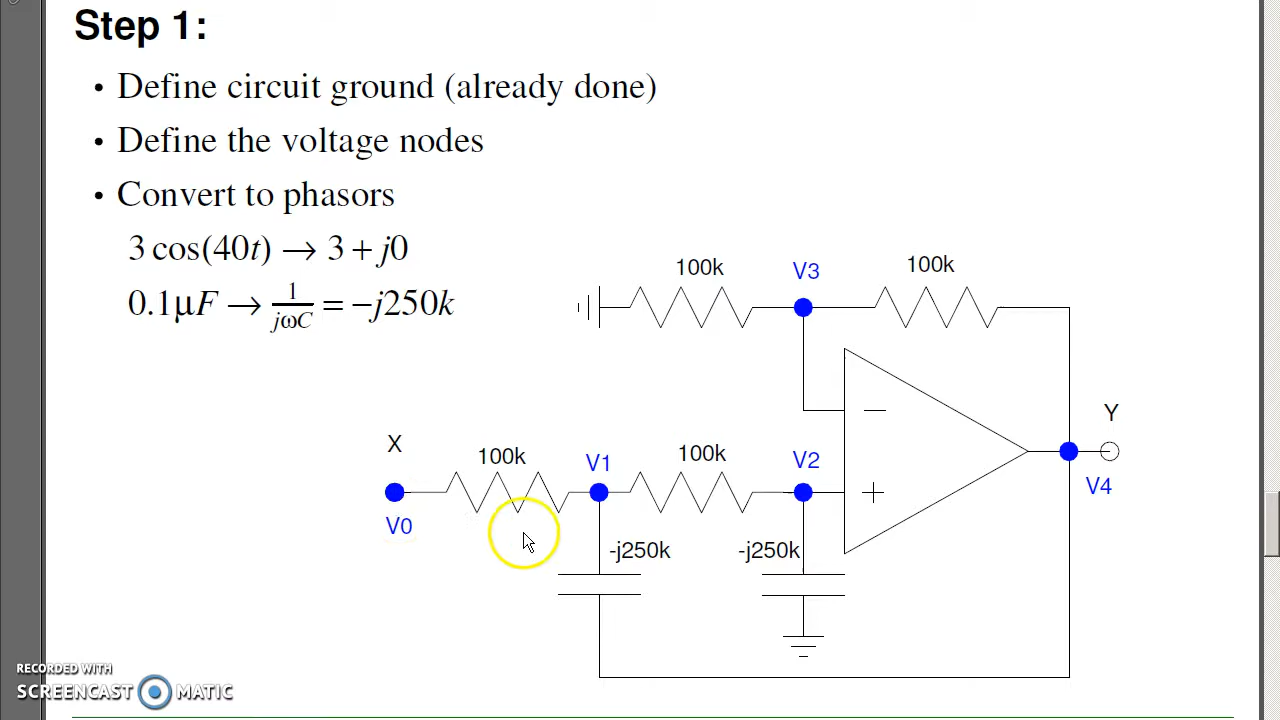 Step 1:
• Define circuit ground (already done)
• Define the voltage nodes
• Convert to phasors
3 cos(40t) → 3 + j0
0.1µF → 1/jωC = −j250k
100k
V3
100k
X
100k
V1
100k
V2
Y
V0
V4
-j250k
-j250k
−
+
RECORDED WITH
SCREENCAST MATIC